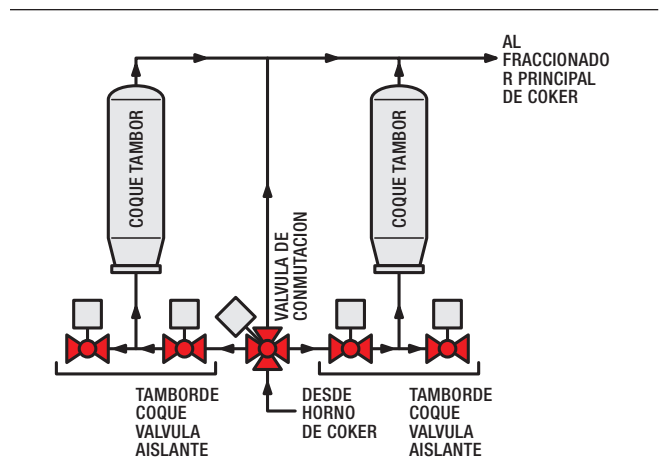 AL
FRACCIONADO
R PRINCIPAL
DE COKER
COQUE TAMBOR
COQUE TAMBOR
VALVULA DE
CONMUTACION
TAMBORDE
COQUE
VALVULA
AISLANTE
DESDE
HORNO
DE COKER
TAMBORDE
COQUE
VALVULA
AISLANTE